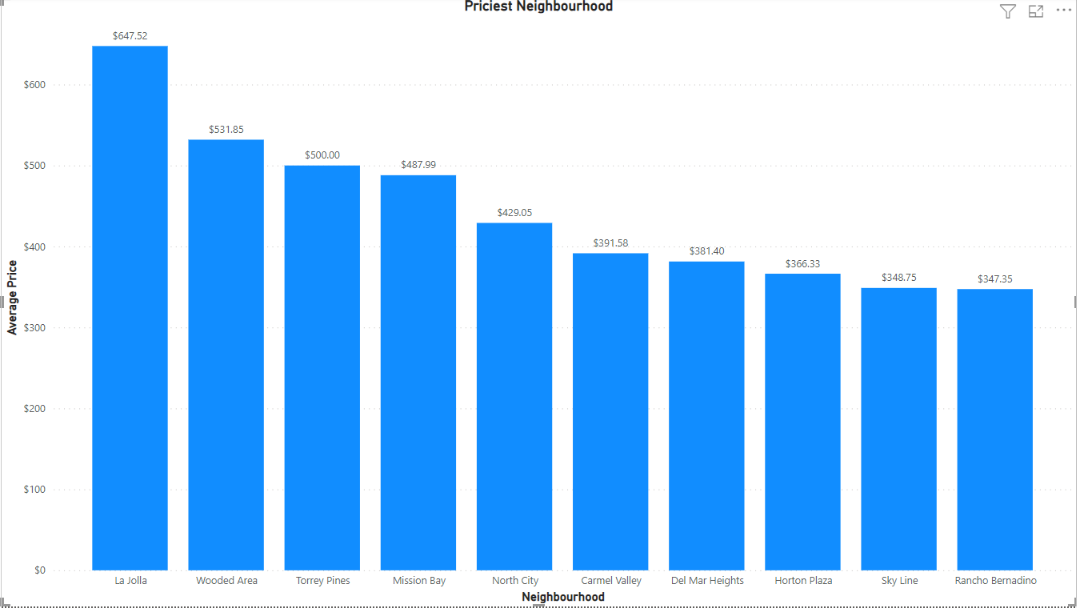 Priciest Neighbourhood
$647.52
$600
$531.85
$500.00
$500
$487.99
$429.05
$400
$391.58
$381.40
$366.33
$348.75
$347.35
Average Price
$300
$200
$100
$0
La Jolla
Wooded Area
Torrey Pines
Mission Bay
North City
Carmel Valley
Del Mar Heights
Horton Plaza
Sky Line
Rancho Bernadino
Neighbourhood